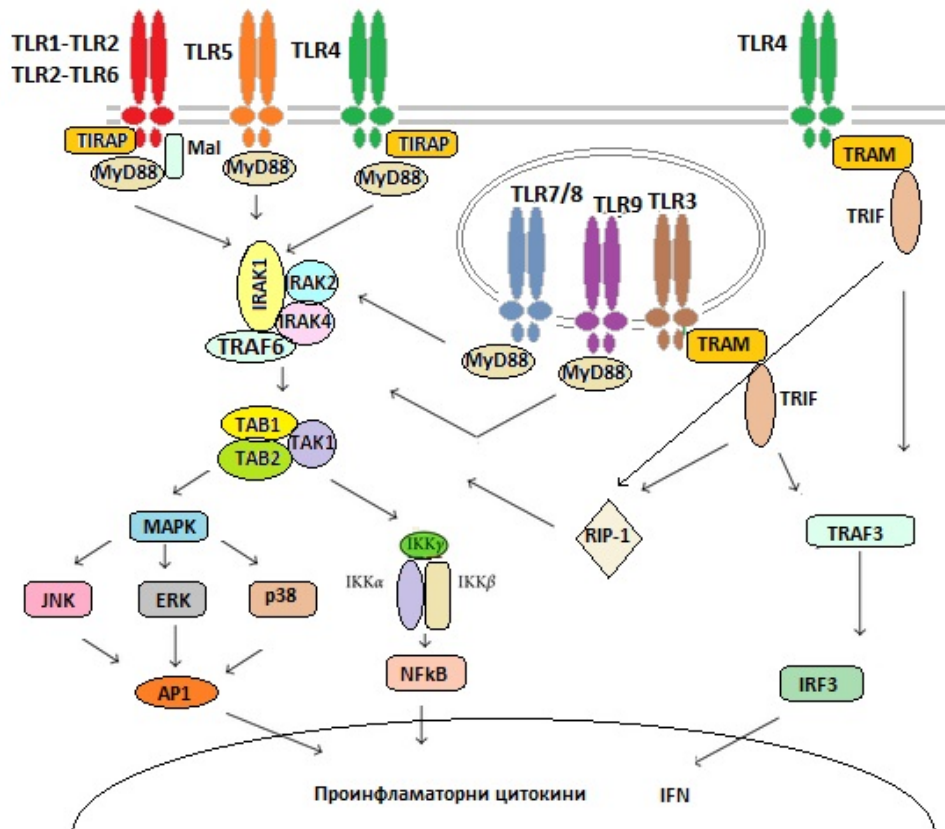 TLR1-TLR2
TLR2-TLR6
TLR5
TLR4
TLR4
TIRAP
Mal
MyD88
MyD88
TIRAP
MyD88
TRAM
TRIF
TLR7/8
TLR9
TLR3
IRAK1
IRAK2
IRAK4
TRAF6
MyD88
MyD88
TRAM
TRIF
TAB1
TAB2
TAK1
MAPK
IKKγ
RIP-1
TRAF3
JNK
ERK
p38
IKKα
IKKβ
AP1
NFkB
IRF3
Проинфламаторни цитокини
IFN